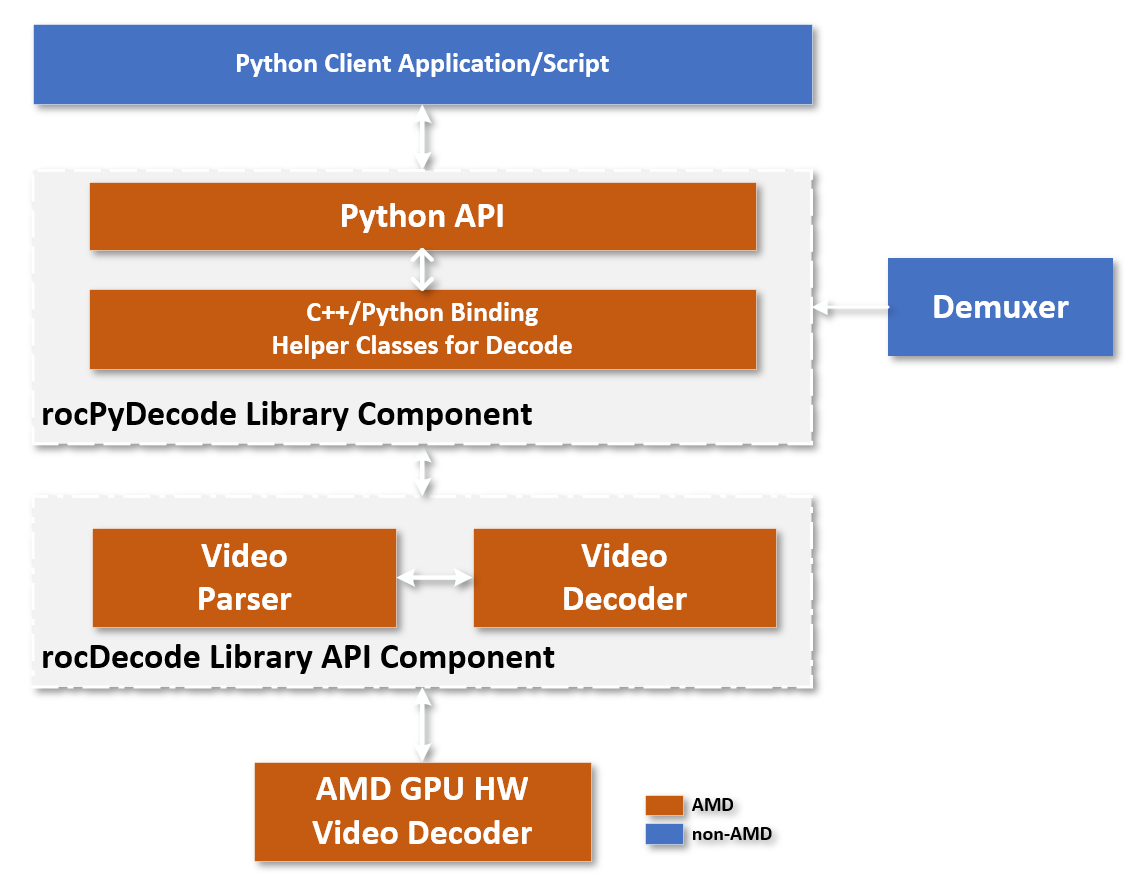 Python Client Application/Script
Python API
C++/Python Binding
Helper Classes for Decode
rocPyDecode Library Component
Demuxer
Video
Parser
Video
Decoder
rocDecode Library API Component
AMD GPU HW
Video Decoder
AMD
non-AMD